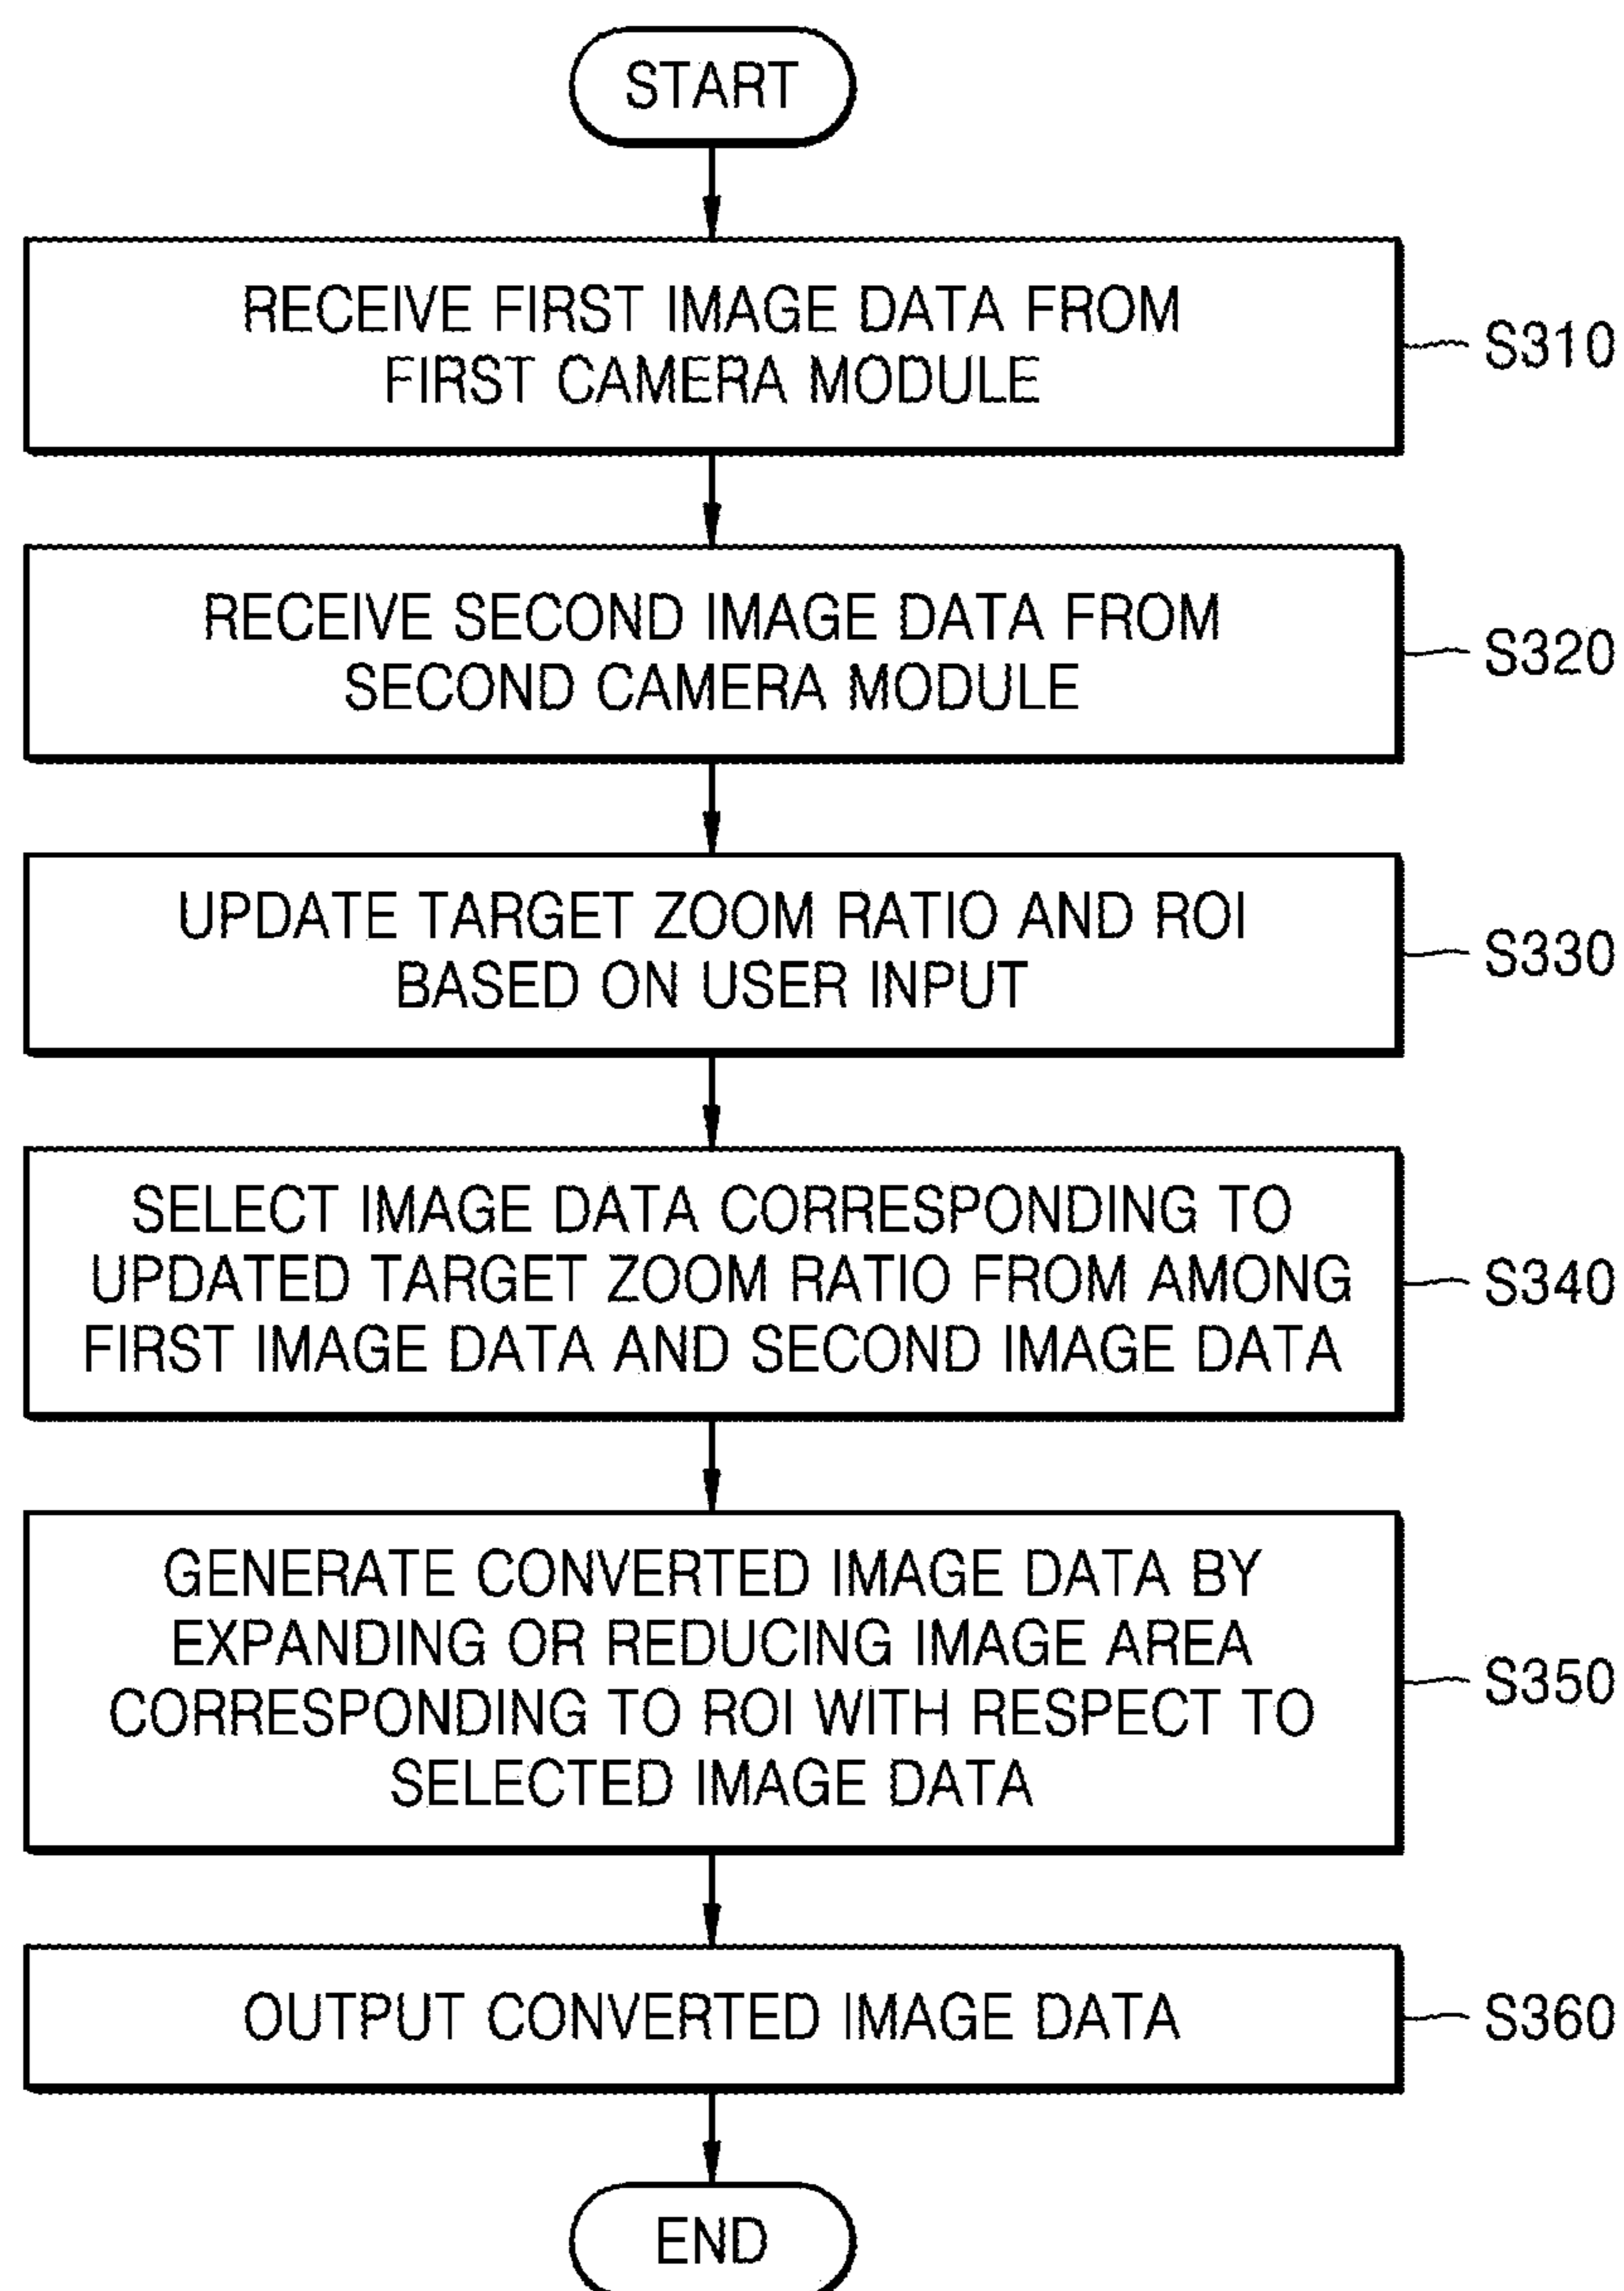 START
RECEIVE FIRST IMAGE DATA FROM
FIRST CAMERA MODULE
S310
RECEIVE SECOND IMAGE DATA FROM
SECOND CAMERA MODULE
S320
UPDATE TARGET ZOOM RATIO AND ROI
BASED ON USER INPUT
S330
SELECT IMAGE DATA CORRESPONDING TO
UPDATED TARGET ZOOM RATIO FROM AMONG
FIRST IMAGE DATA AND SECOND IMAGE DATA
S340
GENERATE CONVERTED IMAGE DATA BY
EXPANDING OR REDUCING IMAGE AREA
CORRESPONDING TO ROI WITH RESPECT TO
SELECTED IMAGE DATA
S350
OUTPUT CONVERTED IMAGE DATA
S360
END